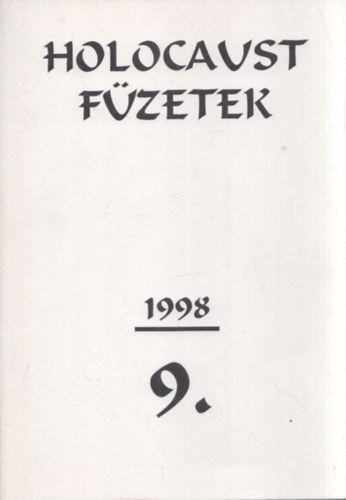 HOLOCAUST
FÜZETEK
1998
9.